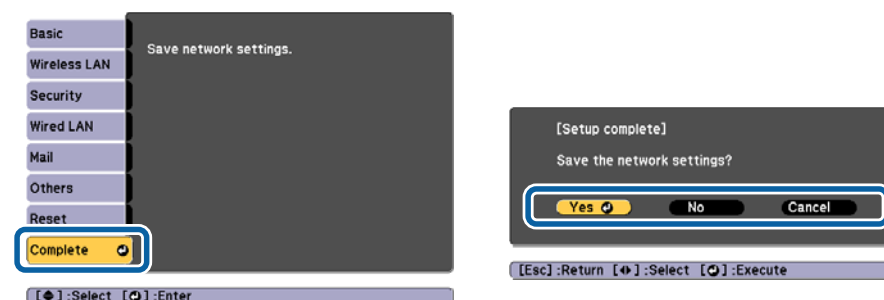 Basic
Wireless LAN
Security
Wired LAN
Mail
Others
Reset
Complete
Save network settings.
[ ] :Select [ ] :Enter
[Setup complete]
Save the network settings?
Yes No Cancel
[Esc] :Return [ ] :Select [ ] :Execute